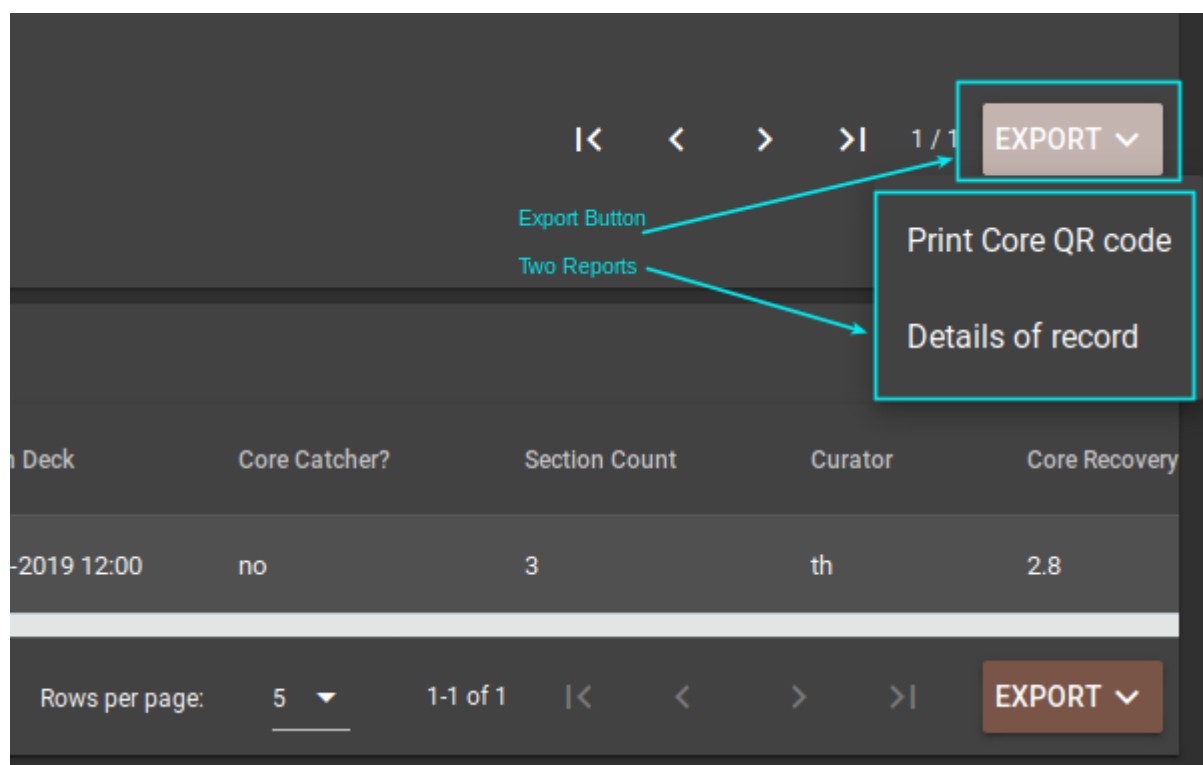 1 / 1 EXPORT
Export Button
Print Core QR code
Two Reports
Details of record
Deck Core Catcher? Section Count Curator Core Recovery
-2019 12:00 no 3 th 2.8
Rows per page: 5 1-1 of 1 EXPORT